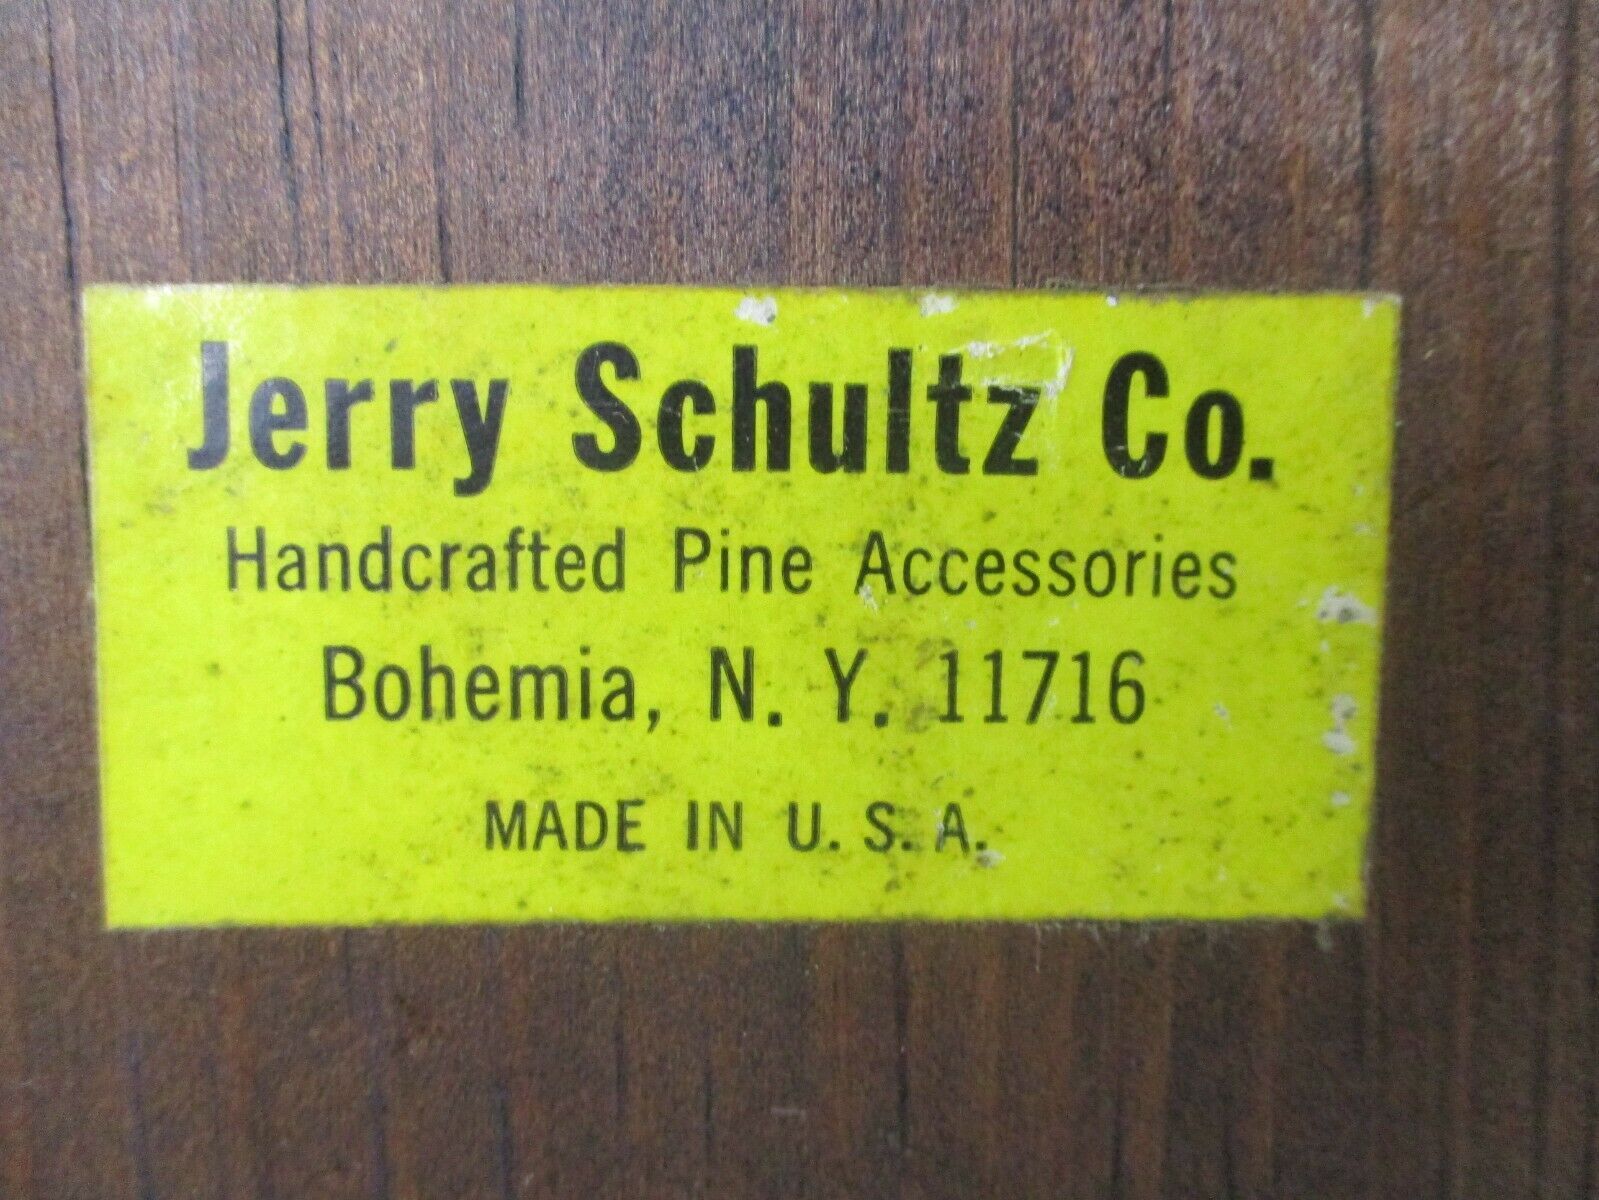 Jerry Schultz Co.
Handcrafted Pine Accessories
Bohemia, N. Y. 11716
MADE IN U. S. A.